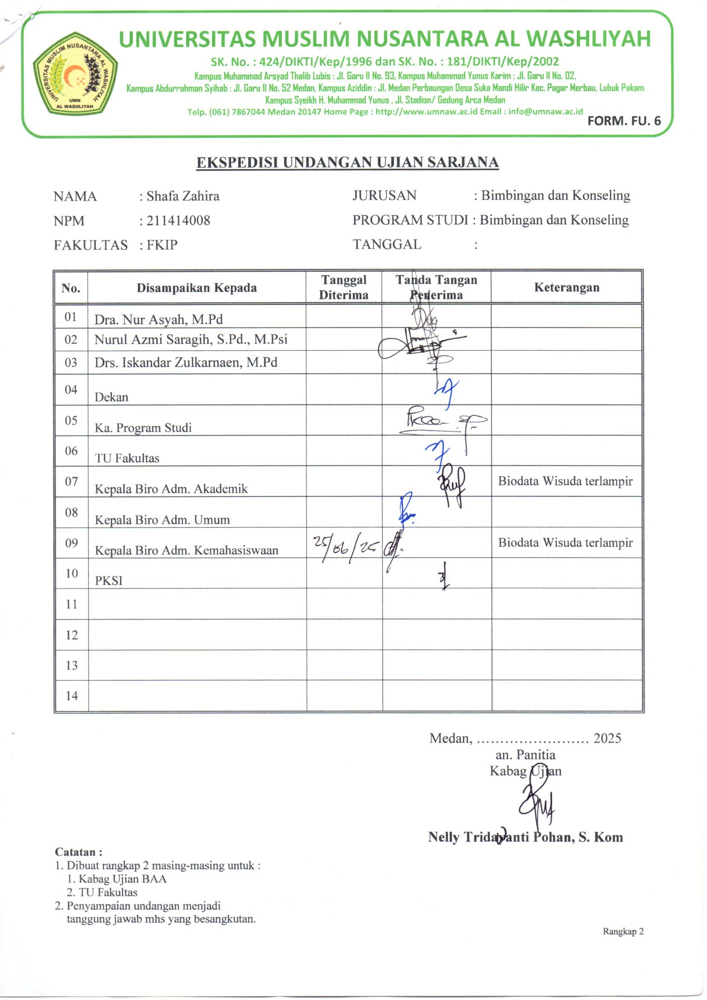 UNIVERSITAS MUSLIM NUSANTARA AL WASHLIYAH
UMN
AL WASHLIYAH
UNIVERSITAS MUSLIM NUSANTARA AL WASHLIYAH
SK. No. : 424/DIKTI/Kep/1996 dan SK. No. : 181/DIKTI/Kep/2002
Kampus Muhammad Arsyad Thalib Lubis : Jl. Garu II No. 93, Kampus Muhammad Yunus Karim : Jl. Garu II No. 02,
Kampus Abdurrahman Syihab : Jl. Garu II No. 52 Medan, Kampus Aziddin : Jl. Medan Perbaungan Desa Suka Mandi Hilir Kec. Pagar Merbau, Lubuk Pakam
Kampus Syeikh H. Muhammad Yunus , Jl. Stadion/ Gedung Arca Medan
Telp. (061) 7867044 Medan 20147 Home Page : http://www.umnaw.ac.id Email : info@umnaw.ac.id
FORM. FU. 6
EKSPEDISI UNDANGAN UJIAN SARJANA
NAMA : Shafa Zahira JURUSAN : Bimbingan dan Konseling
NPM : 211414008 PROGRAM STUDI : Bimbingan dan Konseling
FAKULTAS : FKIP TANGGAL :
No. Disampaikan Kepada Tanggal Diterima Tanda Tangan Penerima Keterangan
01 Dra. Nur Asyah, M.Pd
02 Nurul Azmi Saragih, S.Pd., M.Psi
03 Drs. Iskandar Zulkarnaen, M.Pd
04 Dekan
05 Ka. Program Studi
06 TU Fakultas
07 Kepala Biro Adm. Akademik Biodata Wisuda terlampir
08 Kepala Biro Adm. Umum
09 Kepala Biro Adm. Kemahasiswaan 25/06/25 Biodata Wisuda terlampir
10 PKSI
11
12
13
14
Medan, ........................ 2025
an. Panitia
Kabag Ujian
Nelly Tridawanti Pohan, S. Kom
Catatan :
1. Dibuat rangkap 2 masing-masing untuk :
1. Kabag Ujian BAA
2. TU Fakultas
2. Penyampaian undangan menjadi
tanggung jawab mhs yang besangkutan.
Rangkap 2